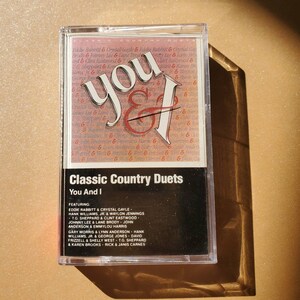 you
& I
Classic Country Duets
You And I
FEATURING:
EDDIE RABBITT & CRYSTAL GAYLE -
HANK WILLIAMS, JR. & WAYLON JENNINGS
- T.G. SHEPPARD & CLINT EASTWOOD -
JOHNNY LEE & LANE BRODY - JOHN
ANDERSON & EMMYLOU HARRIS
GARY MORRIS & LYNN ANDERSON - HANK
WILLIAMS, JR. & GEORGE JONES - DAVID
FRIZZELL & SHELLY WEST - T.G. SHEPPARD
& KAREN BROOKS - RICK & JANIS CARNES